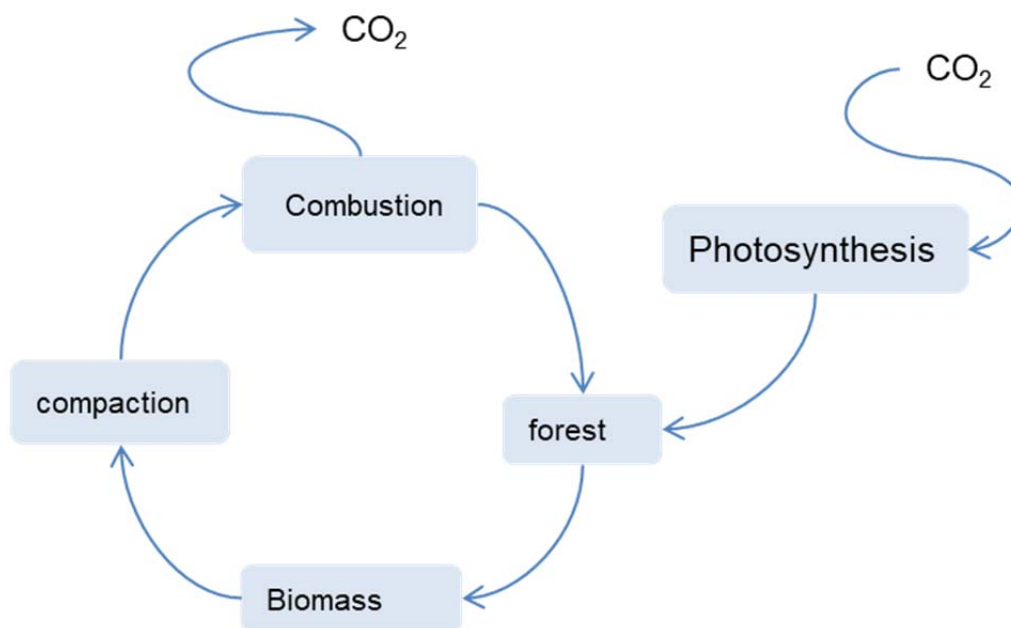 CO₂
CO₂
Combustion
Photosynthesis
compaction
forest
Biomass